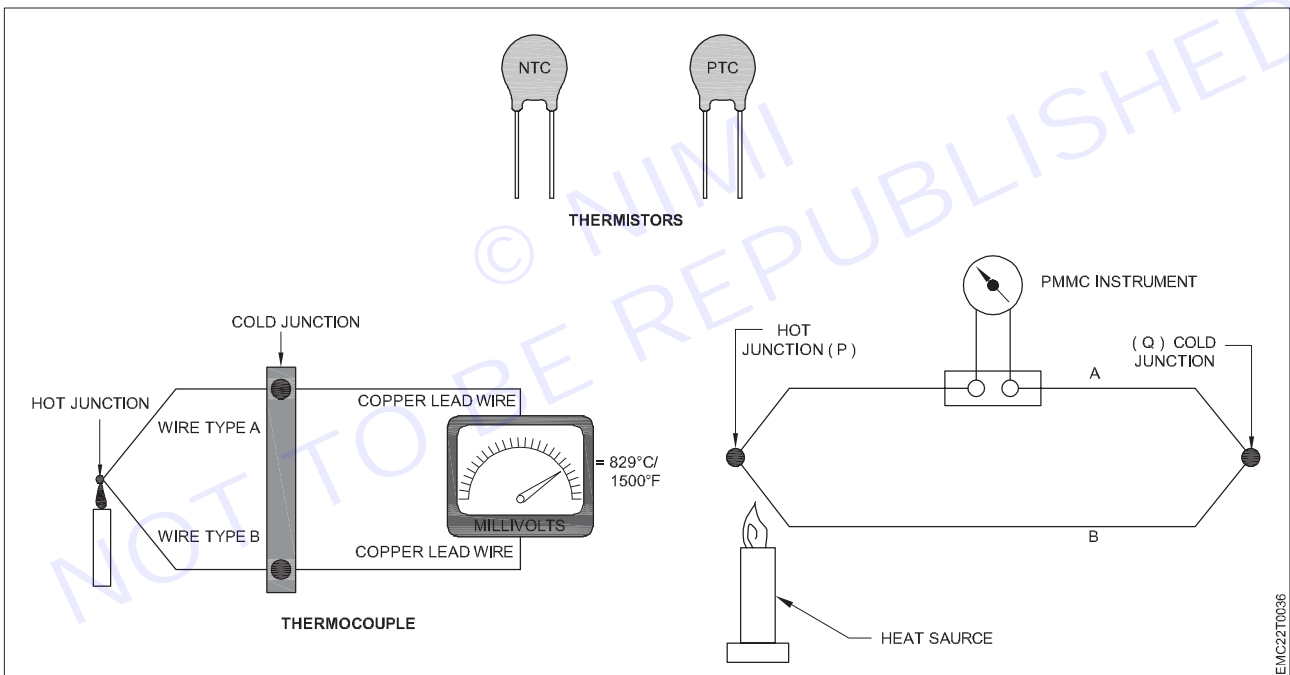 NTC
PTC
THERMISTORS
© NIMI
NOT TO BE REPUBLISHED
COLD JUNCTION
HOT JUNCTION
WIRE TYPE A
WIRE TYPE B
COPPER LEAD WIRE
COPPER LEAD WIRE
MILLIVOLTS
= 829°C/
1500°F
THERMOCOUPLE
PMMC INSTRUMENT
HOT
JUNCTION ( P )
( Q ) COLD
JUNCTION
A
B
HEAT SAURCE
EMC22T0036